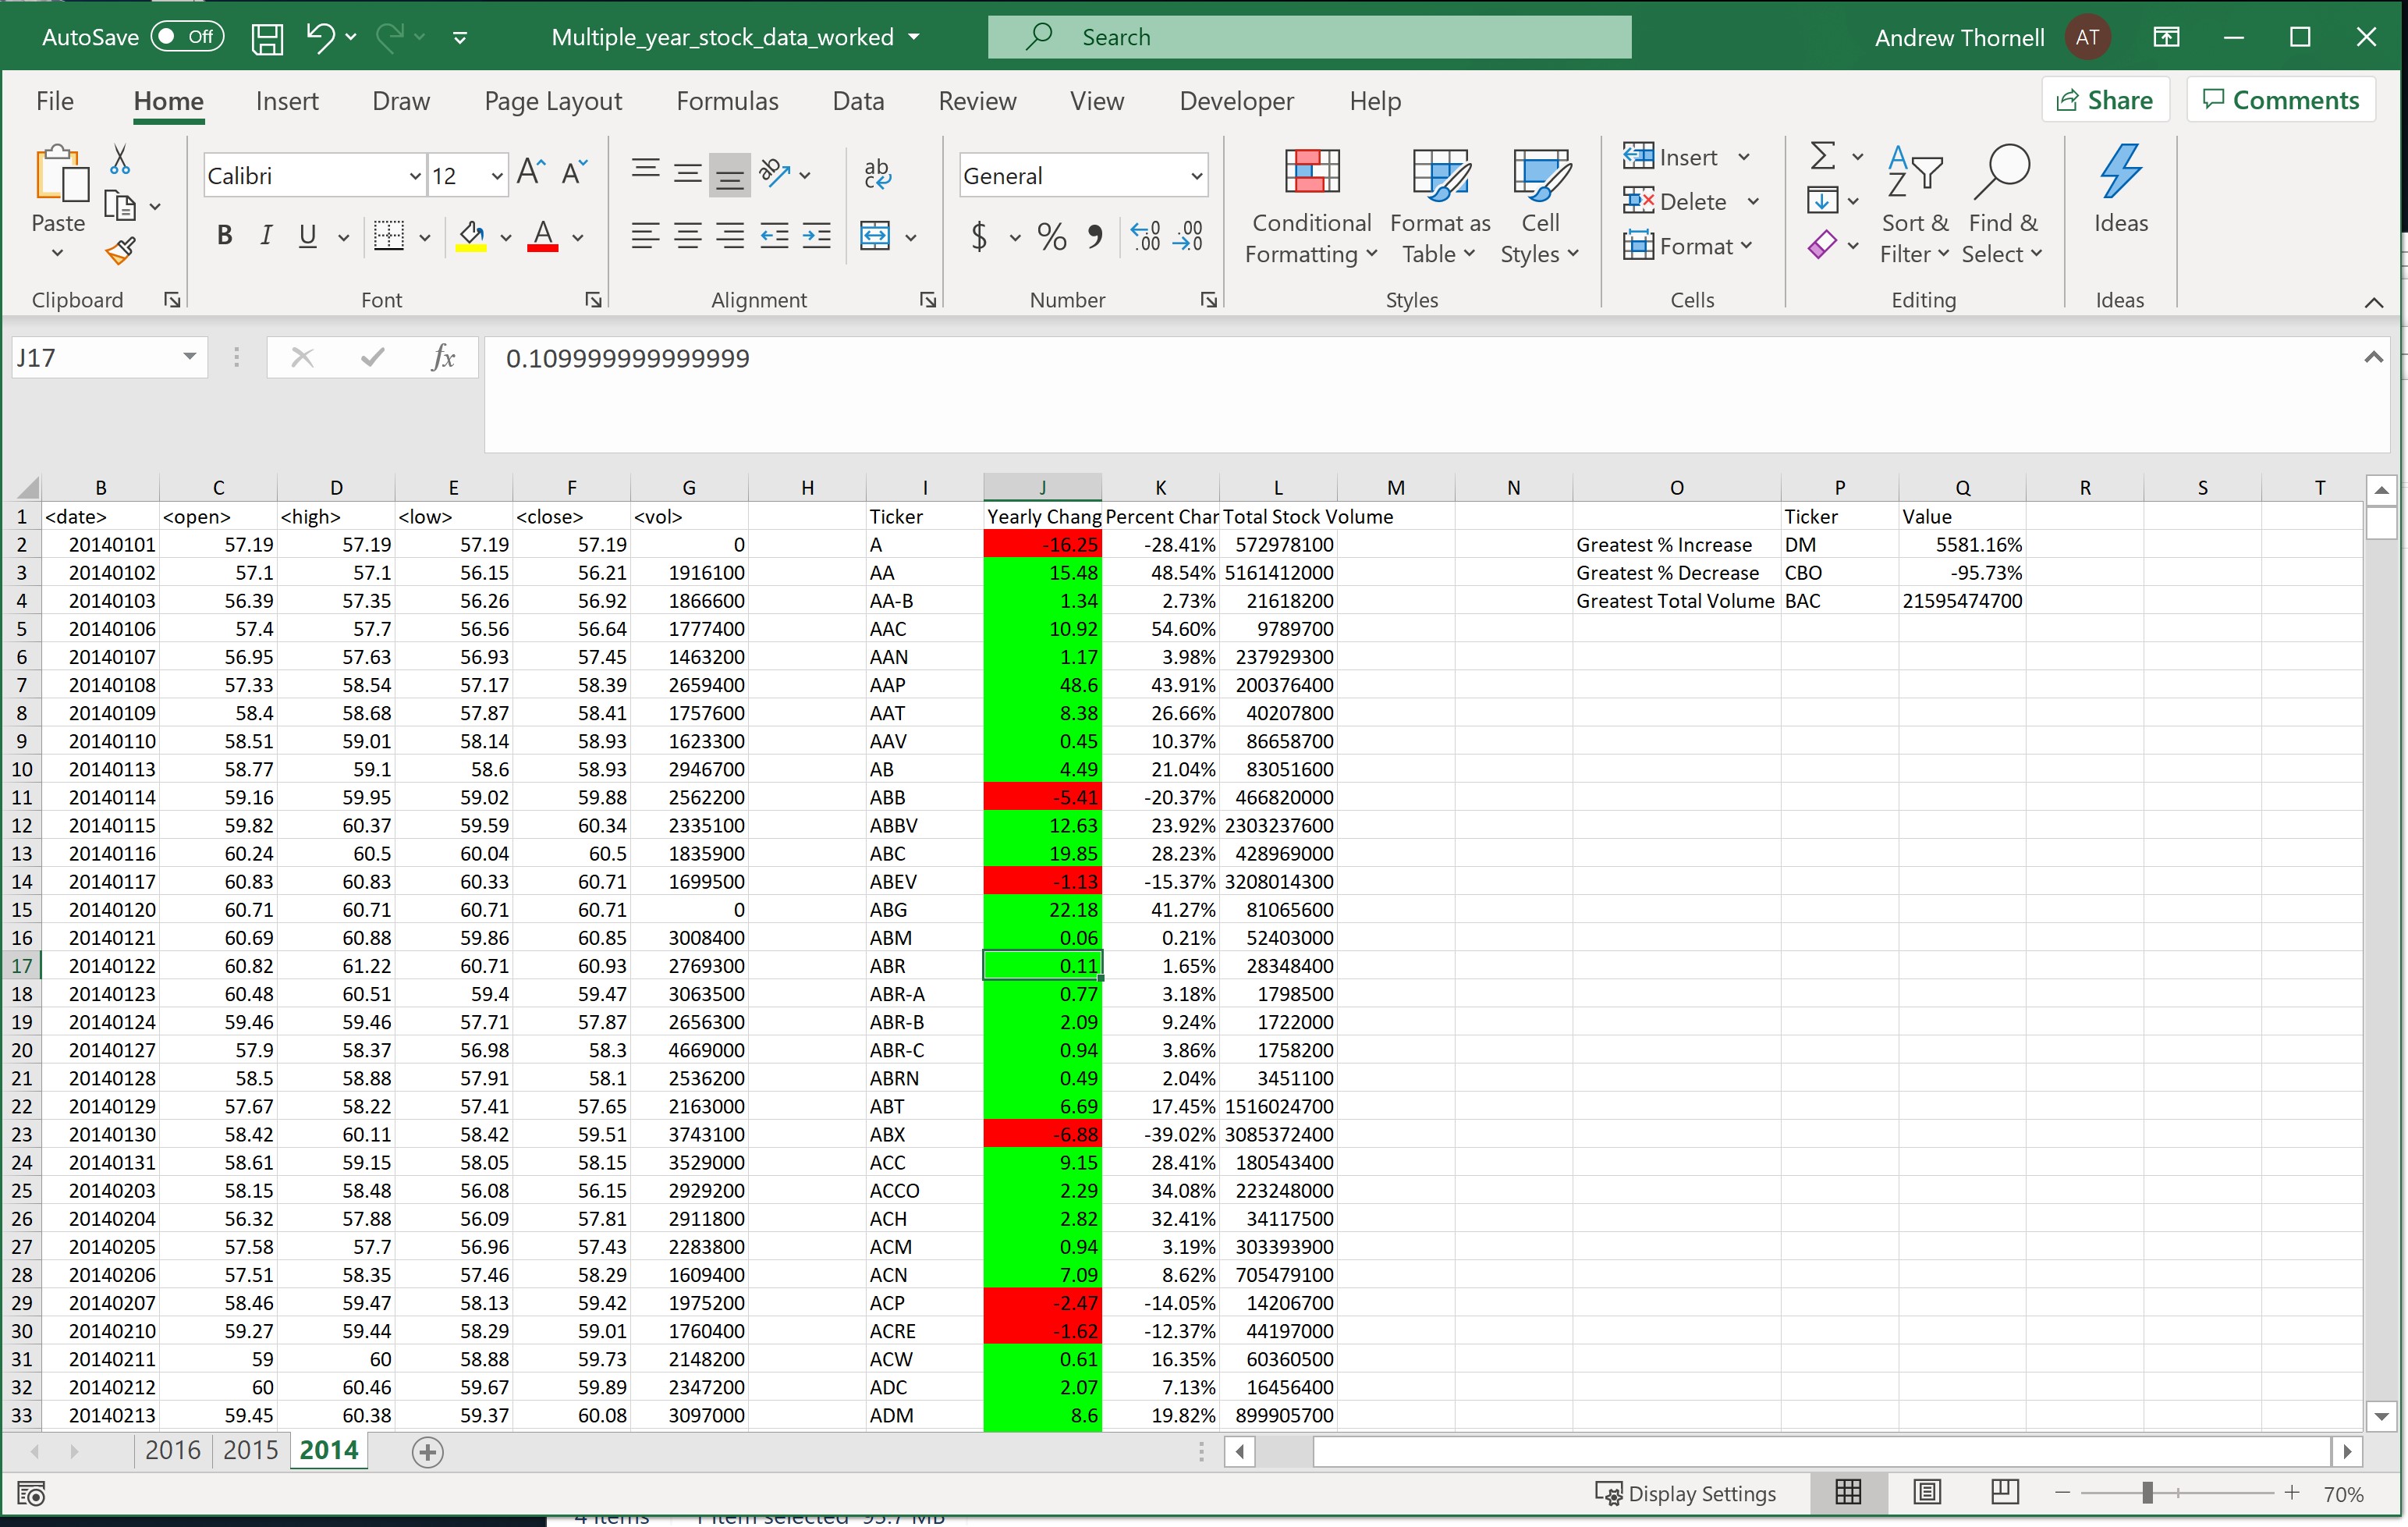 AutoSave Off Multiple_year_stock_data_worked Search Andrew Thornell AT
File Home Insert Draw Page Layout Formulas Data Review View Developer Help Share Comments
Paste Calibri 12 General Conditional Formatting Format as Table Cell Styles Insert Delete Format Sort & Filter Find & Select Ideas
Clipboard Font Alignment Number Styles Cells Editing Ideas
J17 fx 0.109999999999999
B C D E F G H I J K L M N O P Q R S T
1 <date> <open> <high> <low> <close> <vol> Ticker Yearly Chang Percent Char Total Stock Volume Ticker Value
2 20140101 57.19 57.19 57.19 57.19 0 A -16.25 -28.41% 572978100 Greatest % Increase DM 5581.16%
3 20140102 57.1 57.1 56.15 56.21 1916100 AA 15.48 48.54% 5161412000 Greatest % Decrease CBO -95.73%
4 20140103 56.39 57.35 56.26 56.92 1866600 AA-B 1.34 2.73% 21618200 Greatest Total Volume BAC 21595474700
5 20140106 57.4 57.7 56.56 56.64 1777400 AAC 10.92 54.60% 9789700
6 20140107 56.95 57.63 56.93 57.45 1463200 AAN 1.17 3.98% 237929300
7 20140108 57.33 58.54 57.17 58.39 2659400 AAP 48.6 43.91% 200376400
8 20140109 58.4 58.68 57.87 58.41 1757600 AAT 8.38 26.66% 40207800
9 20140110 58.51 59.01 58.14 58.93 1623300 AAV 0.45 10.37% 86658700
10 20140113 58.77 59.1 58.6 58.93 2946700 AB 4.49 21.04% 83051600
11 20140114 59.16 59.95 59.02 59.88 2562200 ABB -5.41 -20.37% 466820000
12 20140115 59.82 60.37 59.59 60.34 2335100 ABBV 12.63 23.92% 2303237600
13 20140116 60.24 60.5 60.04 60.5 1835900 ABC 19.85 28.23% 428969000
14 20140117 60.83 60.83 60.33 60.71 1699500 ABEV -1.13 -15.37% 3208014300
15 20140120 60.71 60.71 60.71 60.71 0 ABG 22.18 41.27% 81065600
16 20140121 60.69 60.88 59.86 60.85 3008400 ABM 0.06 0.21% 52403000
17 20140122 60.82 61.22 60.71 60.93 2769300 ABR 0.11 1.65% 28348400
18 20140123 60.48 60.51 59.4 59.47 3063500 ABR-A 0.77 3.18% 1798500
19 20140124 59.46 59.46 57.71 57.87 2656300 ABR-B 2.09 9.24% 1722000
20 20140127 57.9 58.37 56.98 58.3 4669000 ABR-C 0.94 3.86% 1758200
21 20140128 58.5 58.88 57.91 58.1 2536200 ABRN 0.49 2.04% 3451100
22 20140129 57.67 58.22 57.41 57.65 2163000 ABT 6.69 17.45% 1516024700
23 20140130 58.42 60.11 58.42 59.51 3743100 ABX -6.88 -39.02% 3085372400
24 20140131 58.61 59.15 58.05 58.15 3529000 ACC 9.15 28.41% 180543400
25 20140203 58.15 58.48 56.08 56.15 2929200 ACCO 2.29 34.08% 223248000
26 20140204 56.32 57.88 56.09 57.81 2911800 ACH 2.82 32.41% 34117500
27 20140205 57.58 57.7 56.96 57.43 2283800 ACM 0.94 3.19% 303393900
28 20140206 57.51 58.35 57.46 58.29 1609400 ACN 7.09 8.62% 705479100
29 20140207 58.46 59.47 58.13 59.42 1975200 ACP -2.47 -14.05% 14206700
30 20140210 59.27 59.44 58.29 59.01 1760400 ACRE -1.62 -12.37% 44197000
31 20140211 59 60 58.88 59.73 2148200 ACW 0.61 16.35% 60360500
32 20140212 60 60.46 59.67 59.89 2347200 ADC 2.07 7.13% 16456400
33 20140213 59.45 60.38 59.37 60.08 3097000 ADM 8.6 19.82% 899905700
2016 2015 2014
Display Settings 70%
4 items 1 item selected 95.7 MB